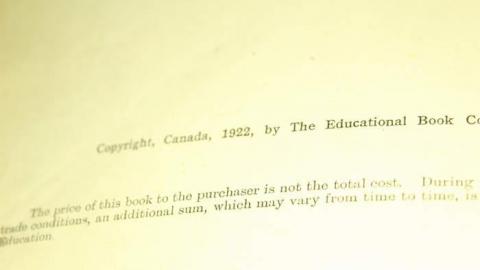 Copyright, Canada, 1922, by The Educational Book Co
The price of this book to the purchaser is not the total cost. During
trade conditions, an additional sum, which may vary from time to time, is
Education.